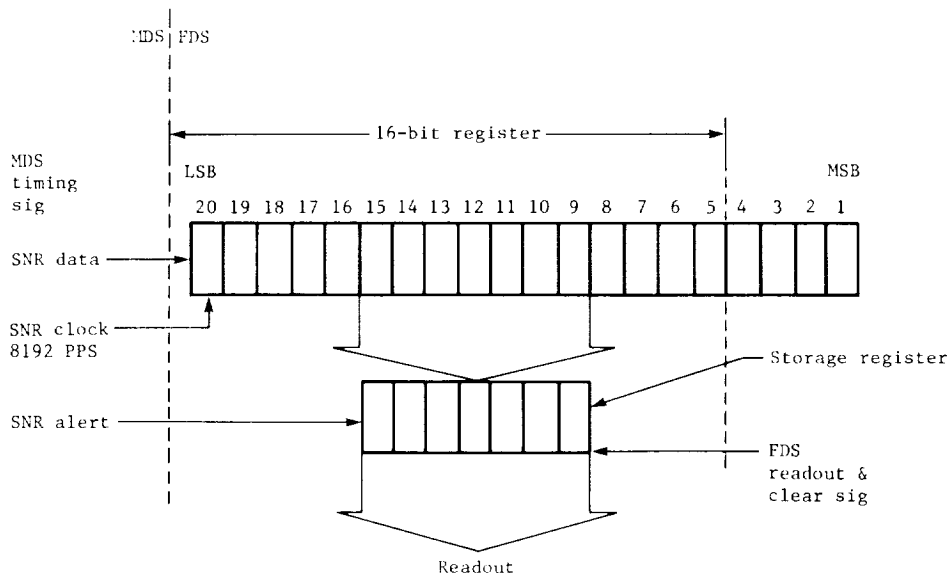 MDS FDS
16-bit register
MDS
timing
sig
LSB
MSB
20 19 18 17 16 15 14 13 12 11 10 9 8 7 6 5 4 3 2 1
SNR data
SNR clock
8192 PPS
Storage register
SNR alert
FDS
readout &
clear sig
Readout